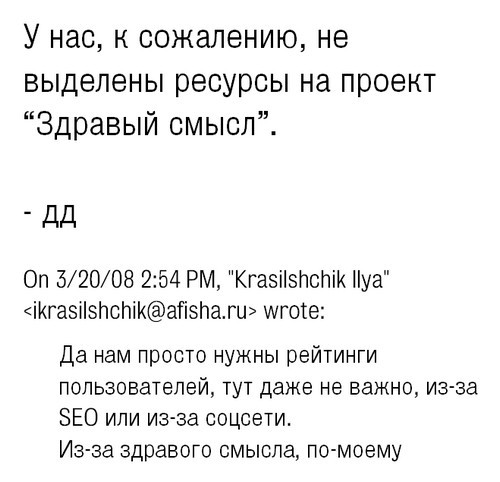 У нас, к сожалению, не
выделены ресурсы на проект
“Здравый смысл”.
- дд
On 3/20/08 2:54 PM, "Krasilshchik Ilya"
<ikrasilshchik@afisha.ru> wrote:
Да нам просто нужны рейтинги
пользователей, тут даже не важно, из-за
SEO или из-за соцсети.
Из-за здравого смысла, по-моему